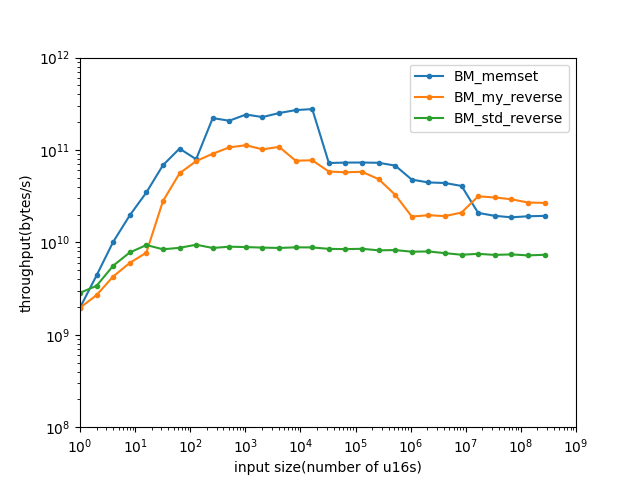 10^12
10^11
10^10
10^9
10^8
throughput(bytes/s)
BM_memset
BM_my_reverse
BM_std_reverse
10^0 10^1 10^2 10^3 10^4 10^5 10^6 10^7 10^8 10^9
input size(number of u16s)